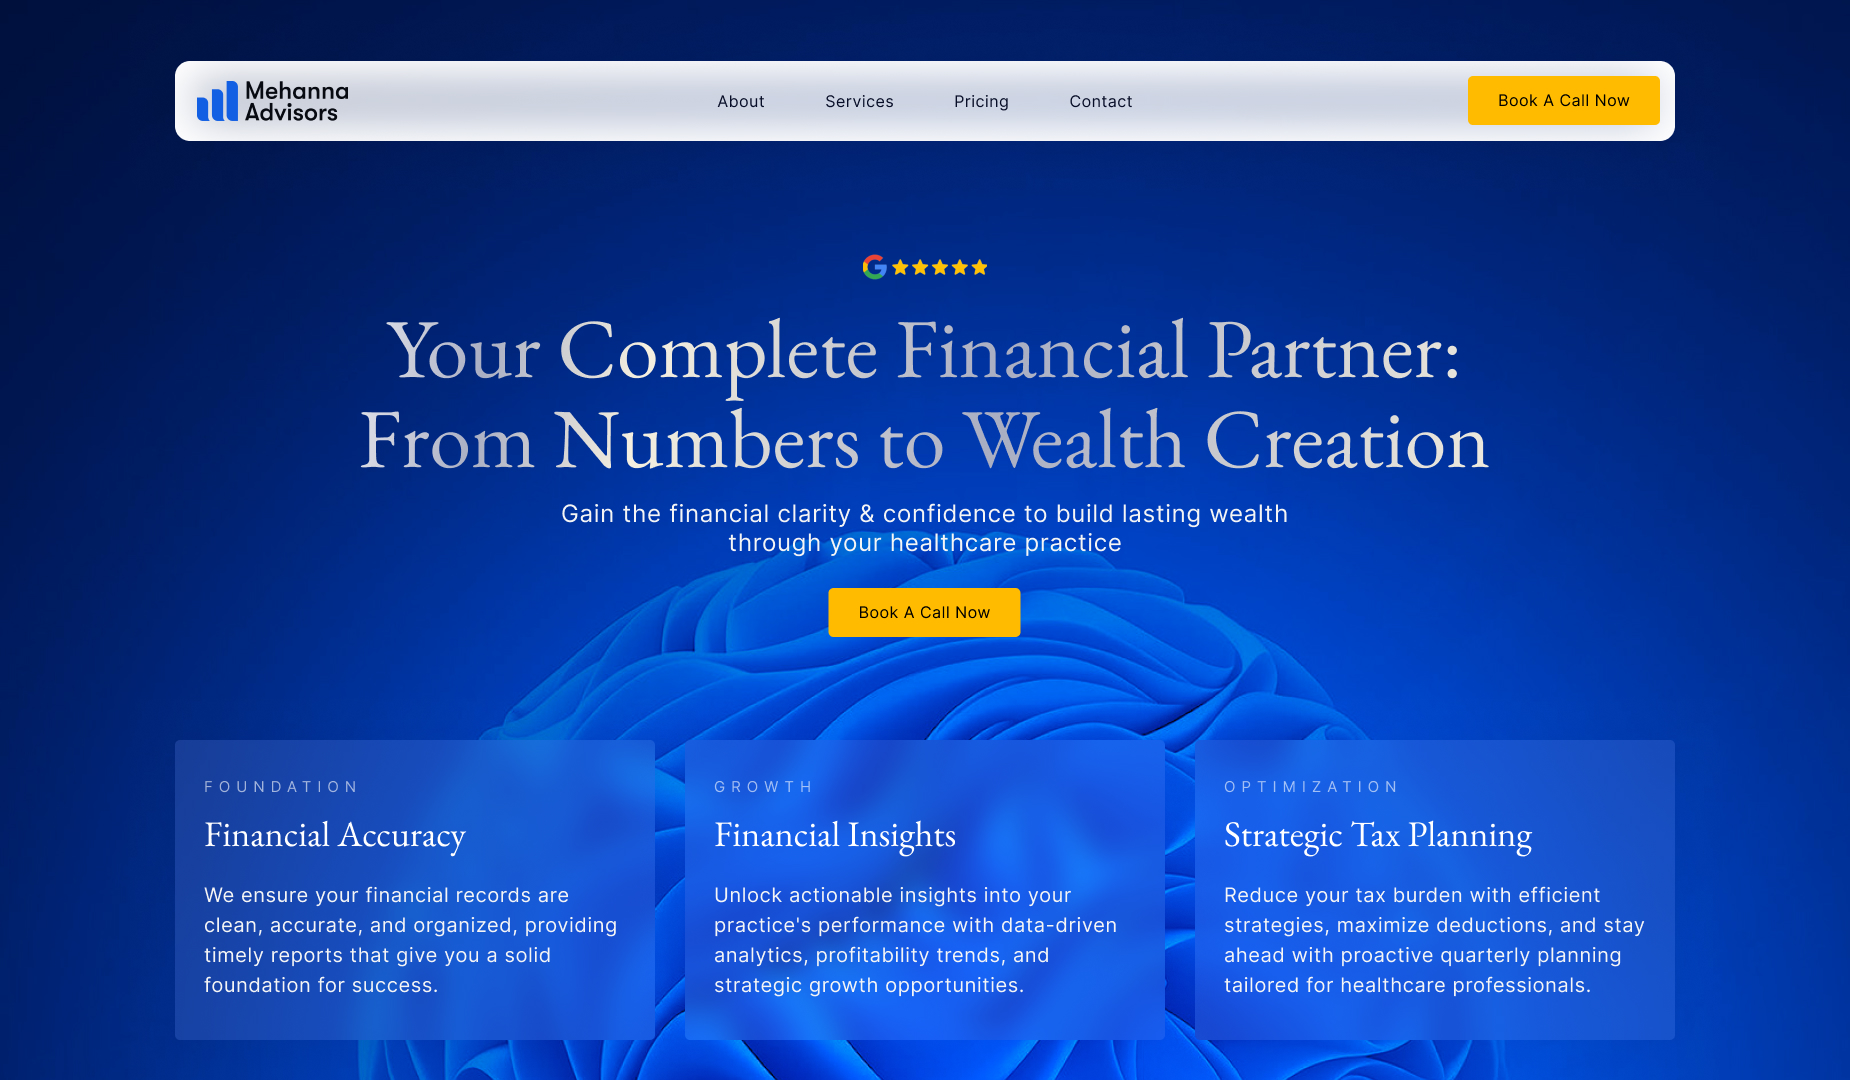 Mehanna
Advisors
About
Services
Pricing
Contact
Book A Call Now
Your Complete Financial Partner:
From Numbers to Wealth Creation
Gain the financial clarity & confidence to build lasting wealth
through your healthcare practice
Book A Call Now
FOUNDATION
Financial Accuracy
We ensure your financial records are
clean, accurate, and organized, providing
timely reports that give you a solid
foundation for success.
GROWTH
Financial Insights
Unlock actionable insights into your
practice's performance with data-driven
analytics, profitability trends, and
strategic growth opportunities.
OPTIMIZATION
Strategic Tax Planning
Reduce your tax burden with efficient
strategies, maximize deductions, and stay
ahead with proactive quarterly planning
tailored for healthcare professionals.